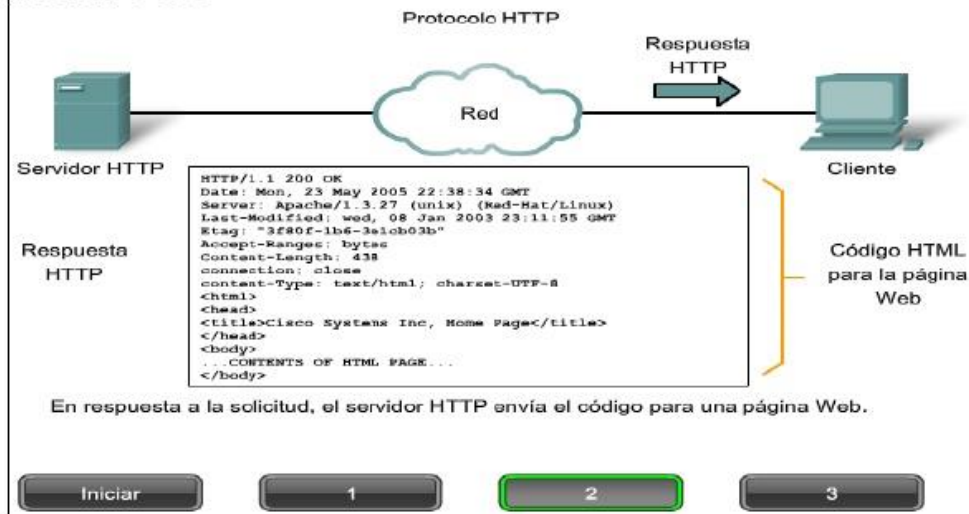 Protocolo HTTP
Respuesta
HTTP
Red
Servidor HTTP
Cliente
HTTP/1.1 200 OK
Date: Mon, 23 May 2005 22:38:34 GMT
Server: Apache/1.3.27 (unix) (Red-Hat/Linux)
Last-Modified: wed, 08 Jan 2003 23:11:55 GMT
Etag: "3f80f-1b6-3e1cb03b"
Accept-Ranges: bytes
Content-Length: 438
connection: close
content-Type: text/html; charset-UTF-8
<html>
<head>
<title>Cisco Systems Inc, Home Page</title>
</head>
<body>
...CONTENTS OF HTML PAGE...
</body>
Respuesta
HTTP
Código HTML
para la página
Web
En respuesta a la solicitud, el servidor HTTP envía el código para una página Web.
Iniciar
1
2
3